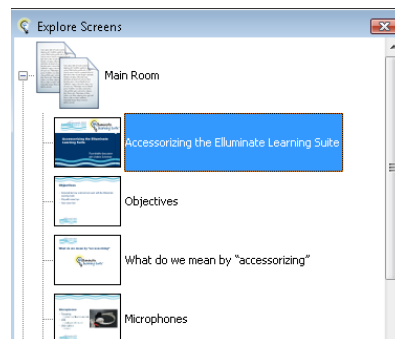 Explore Screens
Main Room
Accessorizing the Elluminate Learning Suite
Objectives
What do we mean by “accessorizing”
Microphones